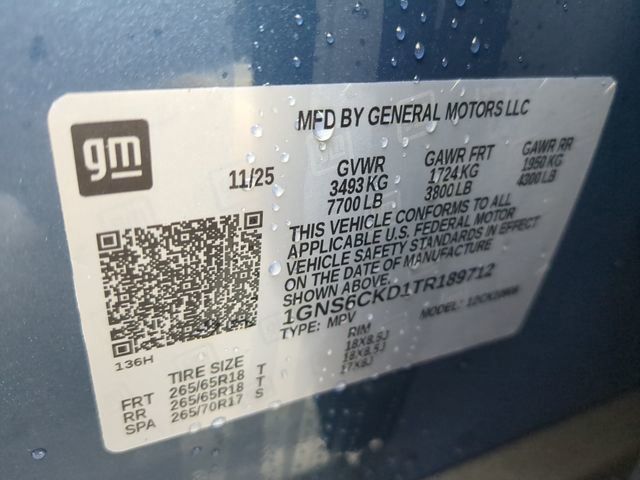 MFD BY GENERAL MOTORS LLC
gm
11/25
GVWR GAWR FRT GAWR RR
3493 KG 1724 KG 1950 KG
7700 LB 3800 LB 4300 LB
THIS VEHICLE CONFORMS TO ALL
APPLICABLE U.S. FEDERAL MOTOR
VEHICLE SAFETY STANDARDS IN EFFECT
ON THE DATE OF MANUFACTURE
SHOWN ABOVE.
1GNS6CKD1TR189712
TYPE: MPV MODEL:
136H
TIRE SIZE RIM
FRT 265/65R18 T 18X8.5J
RR 265/65R18 T 18X8.5J
SPA 265/70R17 S 17X8J